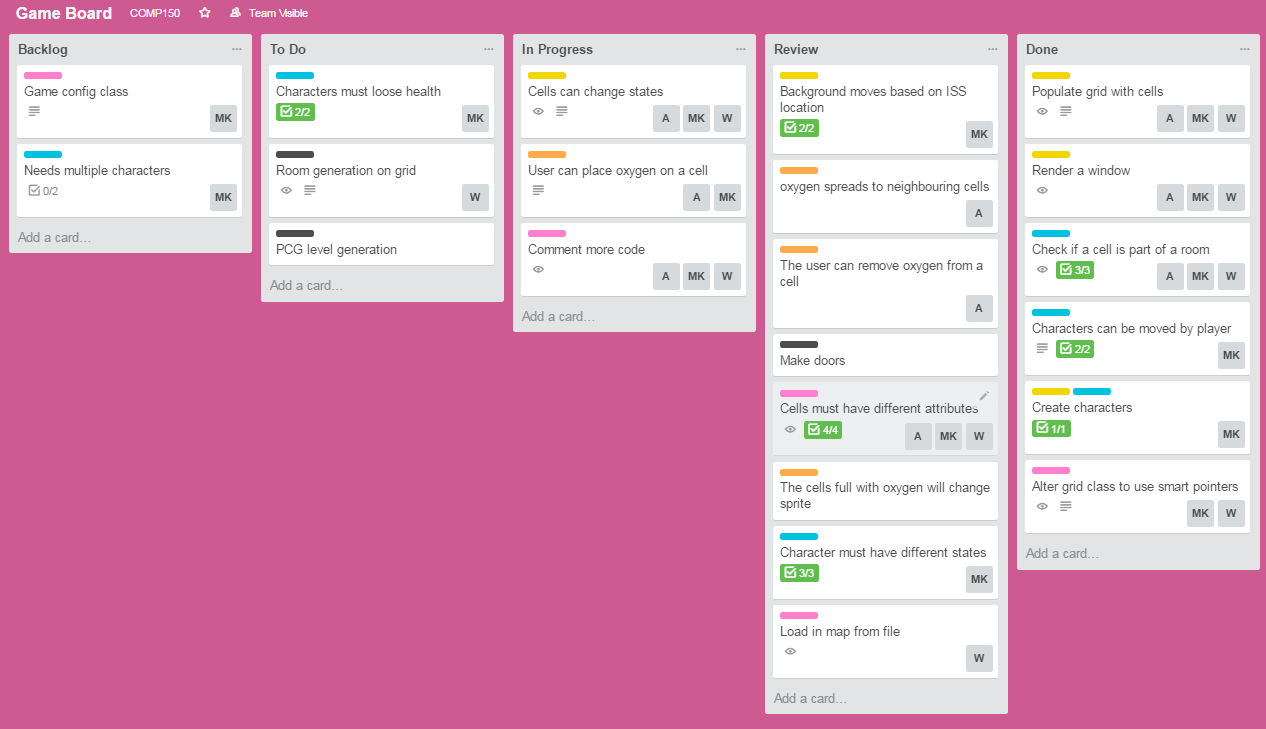 Game Board COMP150 Team Visible
Backlog
Game config class
MK
Needs multiple characters
0/2
MK
Add a card...
To Do
Characters must loose health
2/2
MK
Room generation on grid
W
PCG level generation
Add a card...
In Progress
Cells can change states
A MK W
User can place oxygen on a cell
A MK
Comment more code
A MK W
Add a card...
Review
Background moves based on ISS
location
2/2
MK
oxygen spreads to neighbouring cells
A
The user can remove oxygen from a
cell
A
Make doors
Cells must have different attributes
4/4
A MK W
The cells full with oxygen will change
sprite
Character must have different states
3/3
MK
Load in map from file
W
Add a card...
Done
Populate grid with cells
A MK W
Render a window
A MK W
Check if a cell is part of a room
3/3
A MK W
Characters can be moved by player
2/2
MK
Create characters
1/1
MK
Alter grid class to use smart pointers
MK W
Add a card...